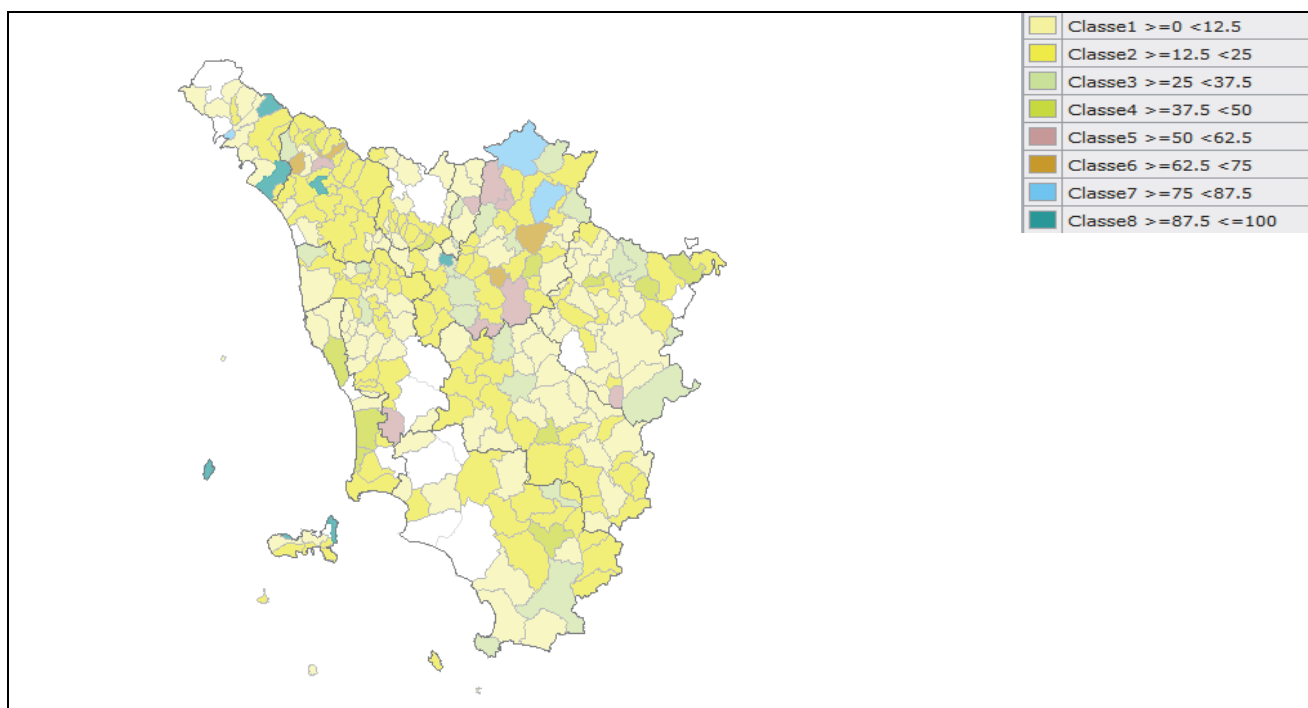 Classe1 >=0 <12.5
Classe2 >=12.5 <25
Classe3 >=25 <37.5
Classe4 >=37.5 <50
Classe5 >=50 <62.5
Classe6 >=62.5 <75
Classe7 >=75 <87.5
Classe8 >=87.5 <=100